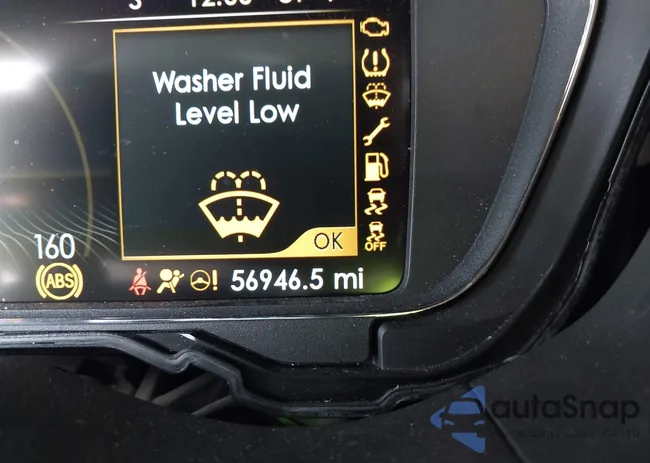 S
Washer Fluid
Level Low
OK
OFF
160
ABS
56946.5 mi
autoSnap